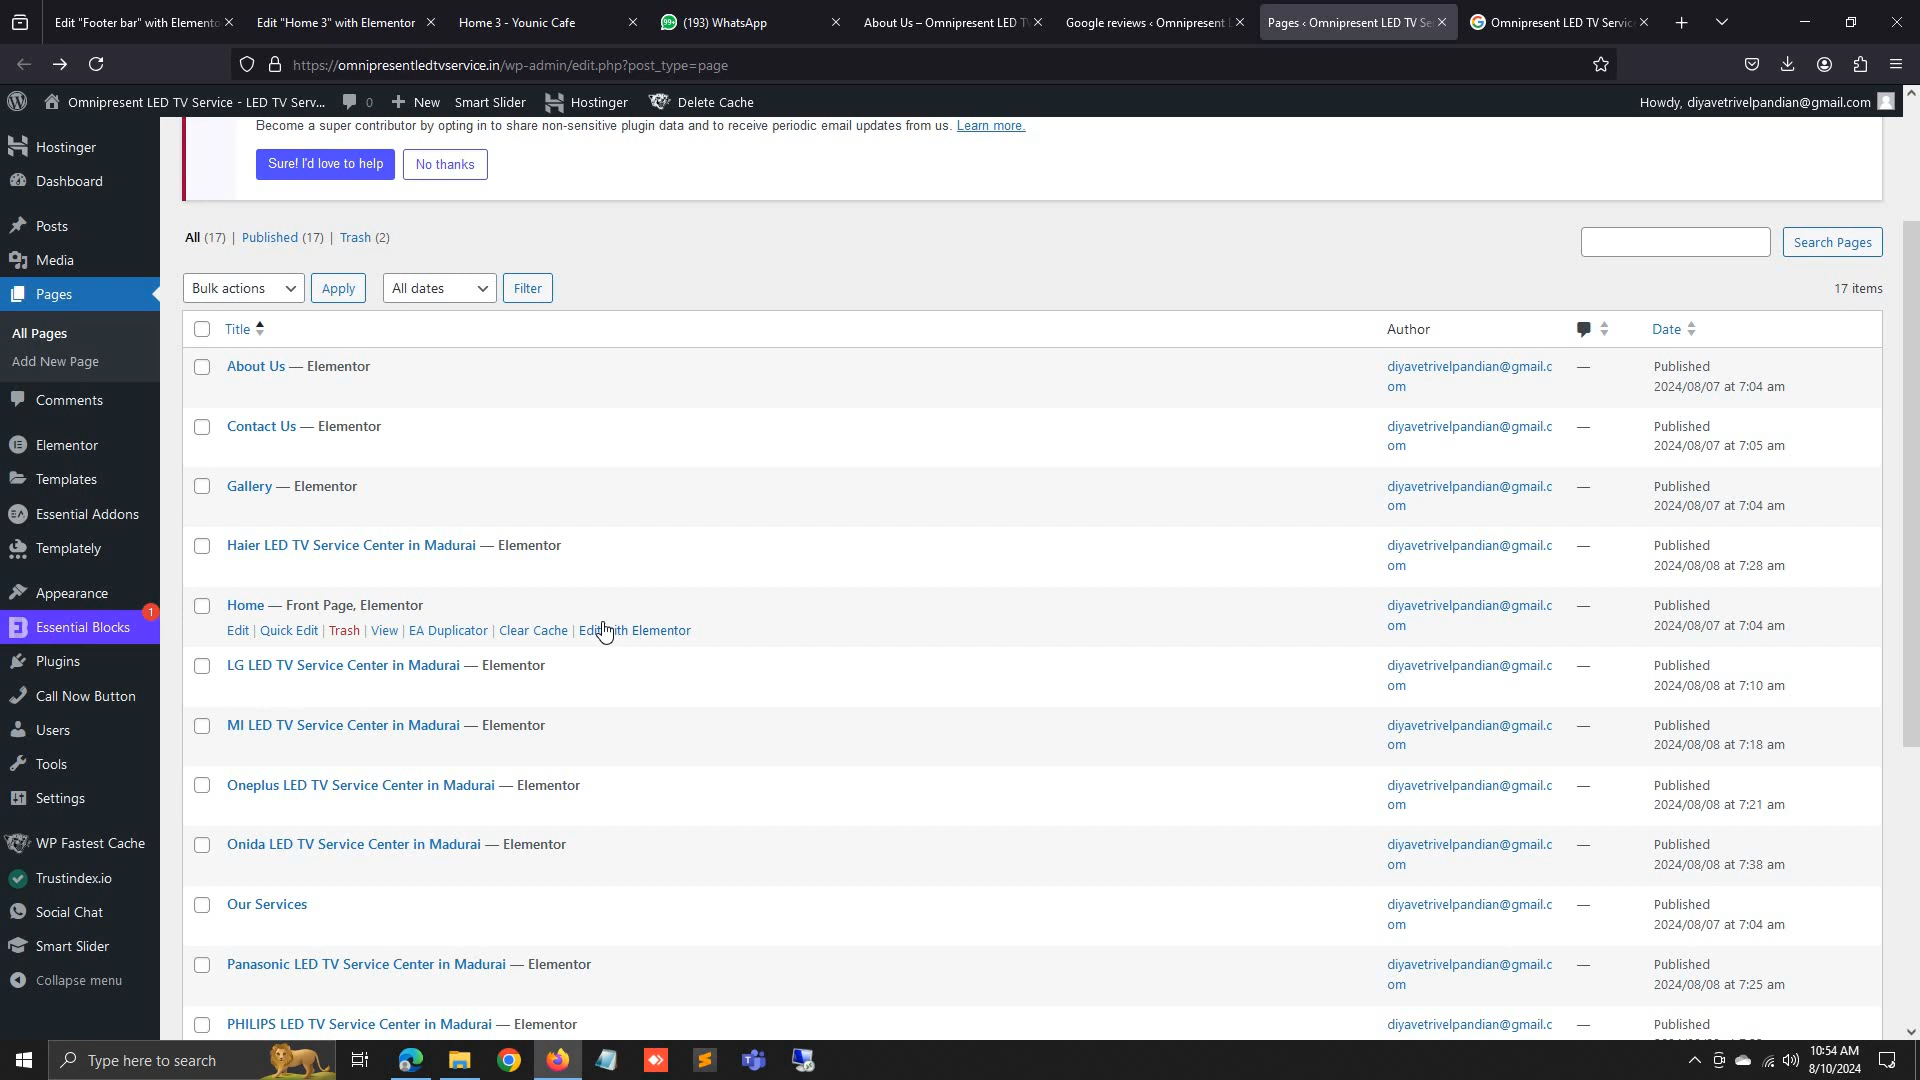 Edit "Footer bar" with Elemento
Edit "Home 3" with Elementor
Home 3 - Younic Cafe
99+
(193) WhatsApp
About Us – Omnipresent LED T
Google reviews ‹ Omnipresent
Pages ‹ Omnipresent LED TV Se
Omnipresent LED TV Servic
https://omnipresentledtvservice.in/wp-admin/edit.php?post_type=page
Omnipresent LED TV Service - LED TV Serv...
0
New
Smart Slider
Hostinger
Delete Cache
Howdy, diyavetrivelpandian@gmail.com
Hostinger
Dashboard
Posts
Media
Pages
All Pages
Add New Page
Comments
Elementor
Templates
Essential Addons
Templately
Appearance
Essential Blocks
1
Plugins
Call Now Button
Users
Tools
Settings
WP Fastest Cache
Trustindex.io
Social Chat
Smart Slider
Collapse menu
Become a super contributor by opting in to share non-sensitive plugin data and to receive periodic email updates from us. Learn more.
Sure! I'd love to help
No thanks
All (17) | Published (17) | Trash (2)
Search Pages
Bulk actions
Apply
All dates
Filter
17 items
Title
Author
Date
About Us — Elementor
diyavetrivelpandian@gmail.c
om
—
Published
2024/08/07 at 7:04 am
Contact Us — Elementor
diyavetrivelpandian@gmail.c
om
—
Published
2024/08/07 at 7:05 am
Gallery — Elementor
diyavetrivelpandian@gmail.c
om
—
Published
2024/08/07 at 7:04 am
Haier LED TV Service Center in Madurai — Elementor
diyavetrivelpandian@gmail.c
om
—
Published
2024/08/08 at 7:28 am
Home — Front Page, Elementor
Edit | Quick Edit | Trash | View | EA Duplicator | Clear Cache | Edit with Elementor
diyavetrivelpandian@gmail.c
om
—
Published
2024/08/07 at 7:04 am
LG LED TV Service Center in Madurai — Elementor
diyavetrivelpandian@gmail.c
om
—
Published
2024/08/08 at 7:10 am
MI LED TV Service Center in Madurai — Elementor
diyavetrivelpandian@gmail.c
om
—
Published
2024/08/08 at 7:18 am
Oneplus LED TV Service Center in Madurai — Elementor
diyavetrivelpandian@gmail.c
om
—
Published
2024/08/08 at 7:21 am
Onida LED TV Service Center in Madurai — Elementor
diyavetrivelpandian@gmail.c
om
—
Published
2024/08/08 at 7:38 am
Our Services
diyavetrivelpandian@gmail.c
om
—
Published
2024/08/07 at 7:04 am
Panasonic LED TV Service Center in Madurai — Elementor
diyavetrivelpandian@gmail.c
om
—
Published
2024/08/08 at 7:25 am
PHILIPS LED TV Service Center in Madurai — Elementor
diyavetrivelpandian@gmail.c
—
Published
Type here to search
10:54 AM
8/10/2024